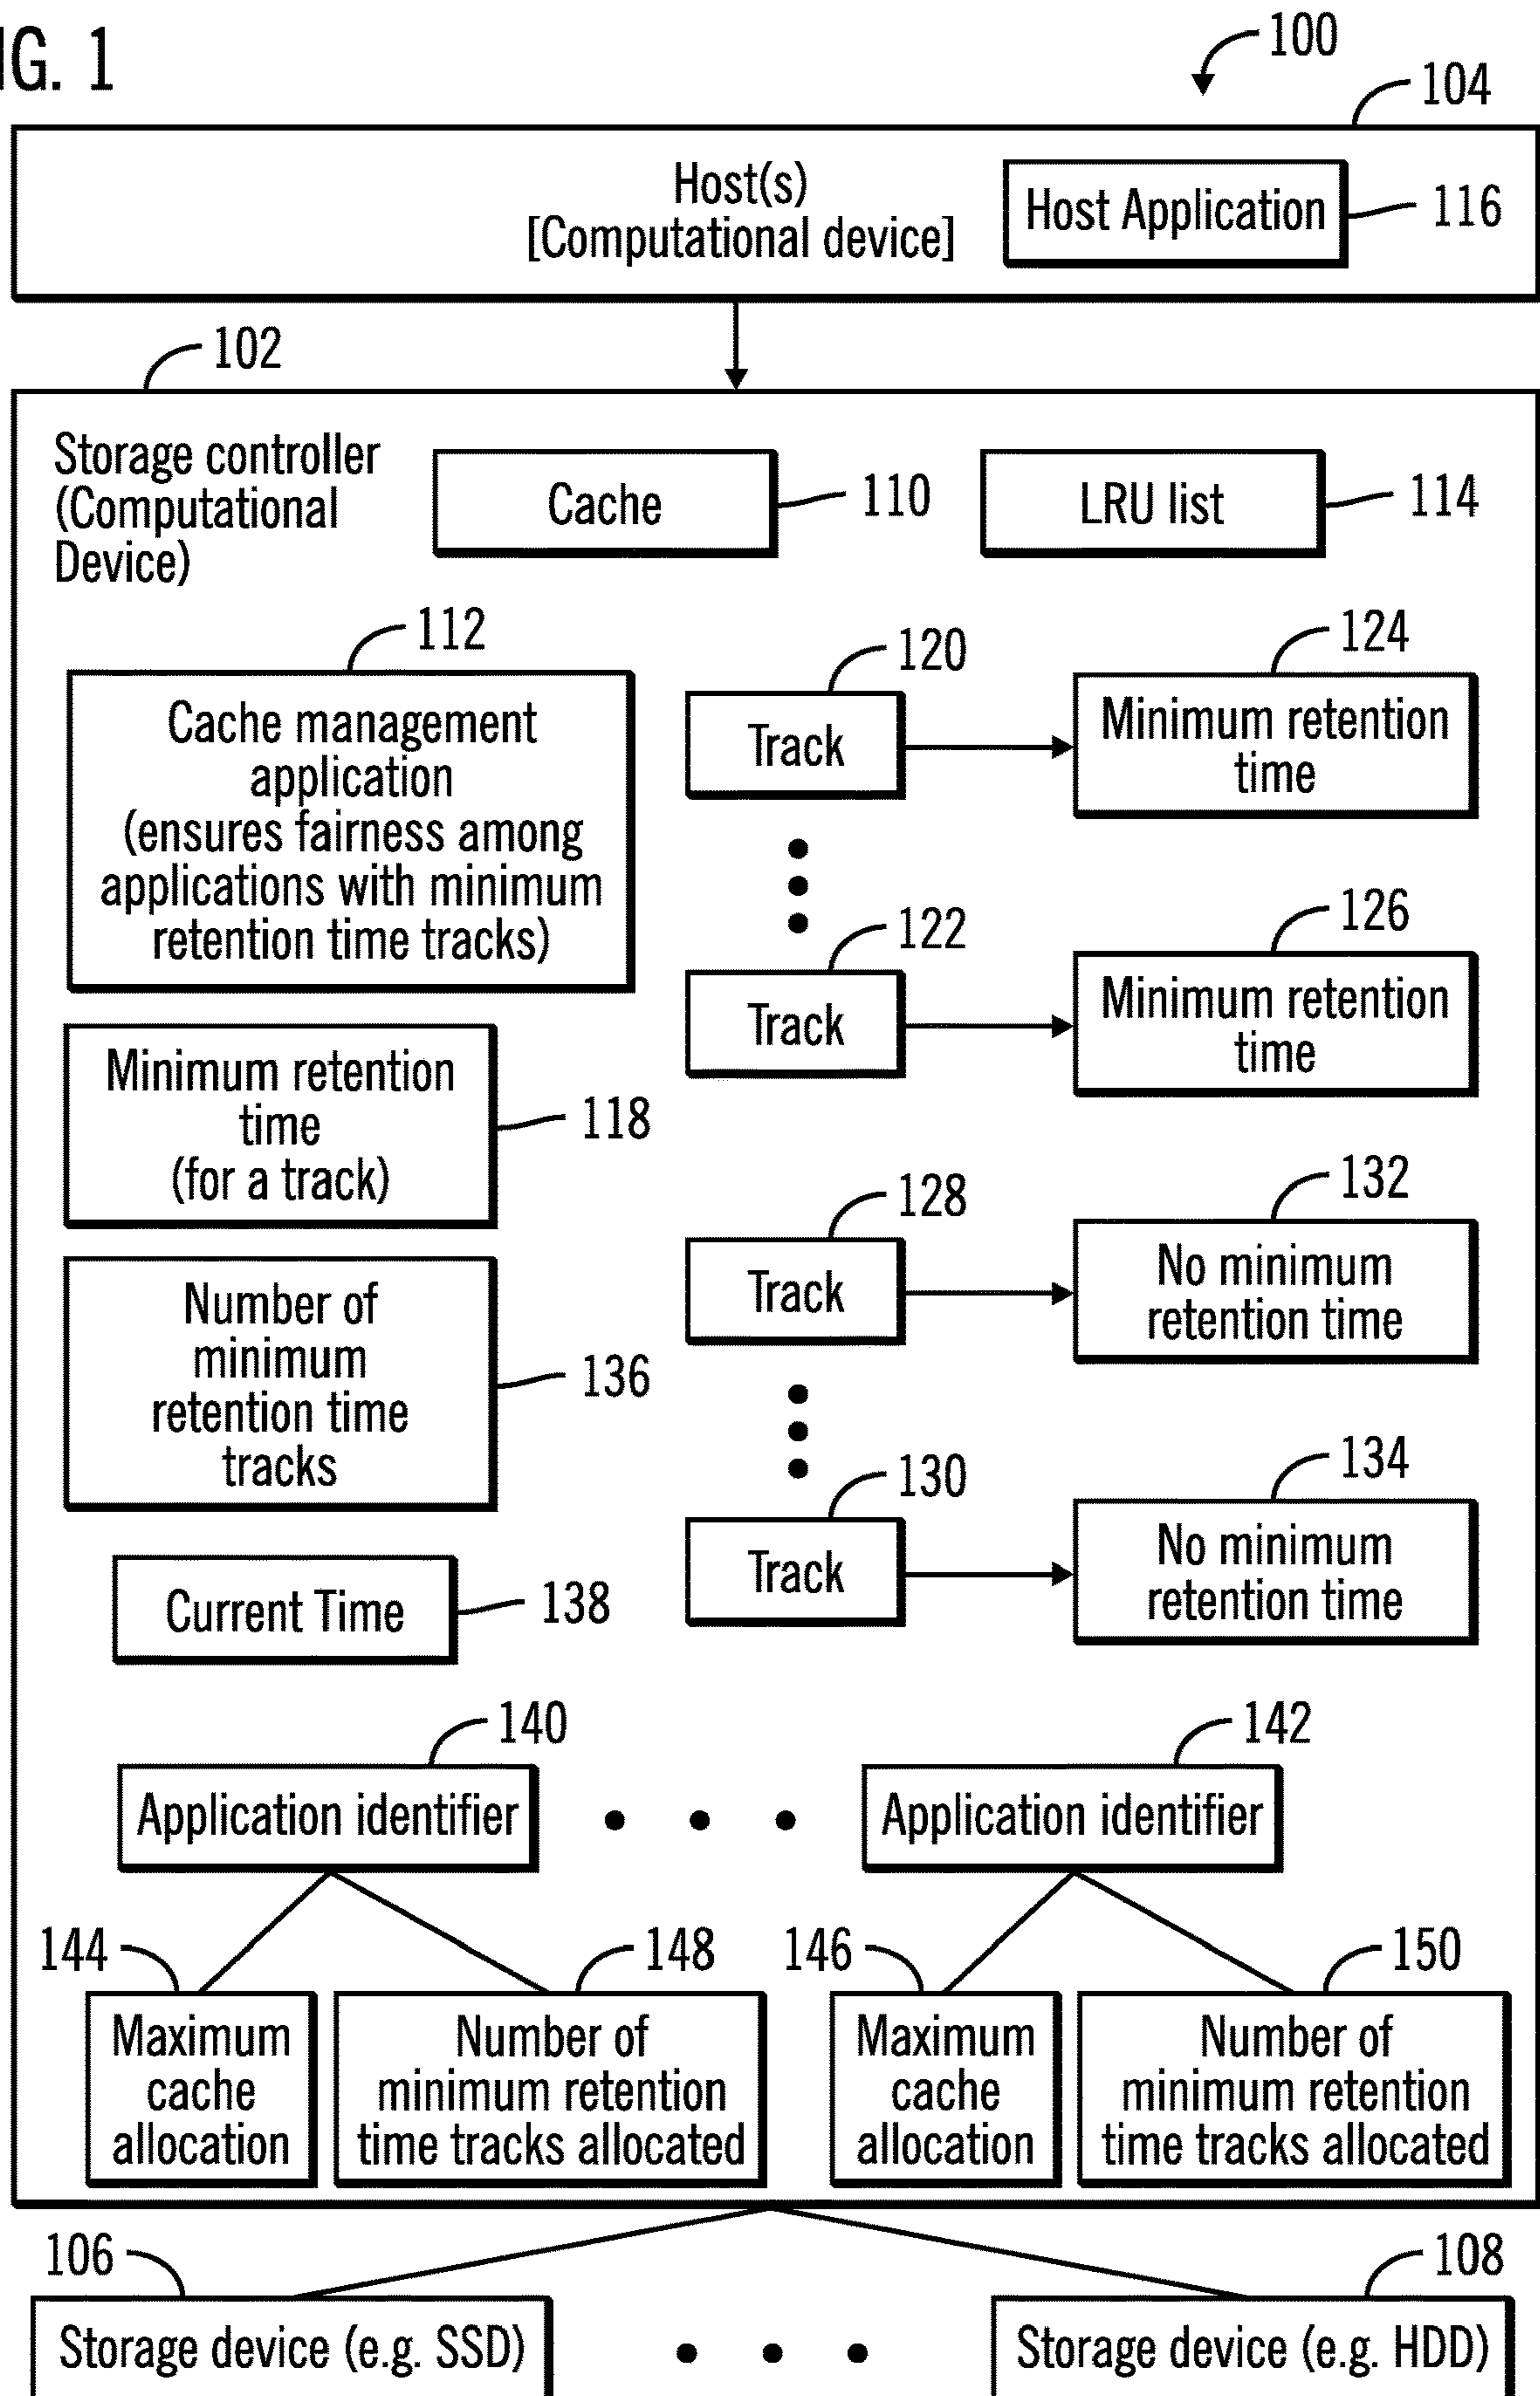 IG. 1
100
104
Host(s)
[Computational device]
Host Application
116
102
Storage controller
(Computational
Device)
Cache
110
LRU list
114
112
Cache management
application
(ensures fairness among
applications with minimum
retention time tracks)
120
Track
124
Minimum retention
time
122
Track
126
Minimum retention
time
Minimum retention
time
(for a track)
118
128
Track
132
No minimum
retention time
Number of
minimum
retention time
tracks
136
130
Track
134
No minimum
retention time
Current Time
138
140
Application identifier
142
Application identifier
144
Maximum
cache
allocation
148
Number of
minimum retention
time tracks allocated
146
Maximum
cache
allocation
150
Number of
minimum retention
time tracks allocated
106
Storage device (e.g. SSD)
108
Storage device (e.g. HDD)